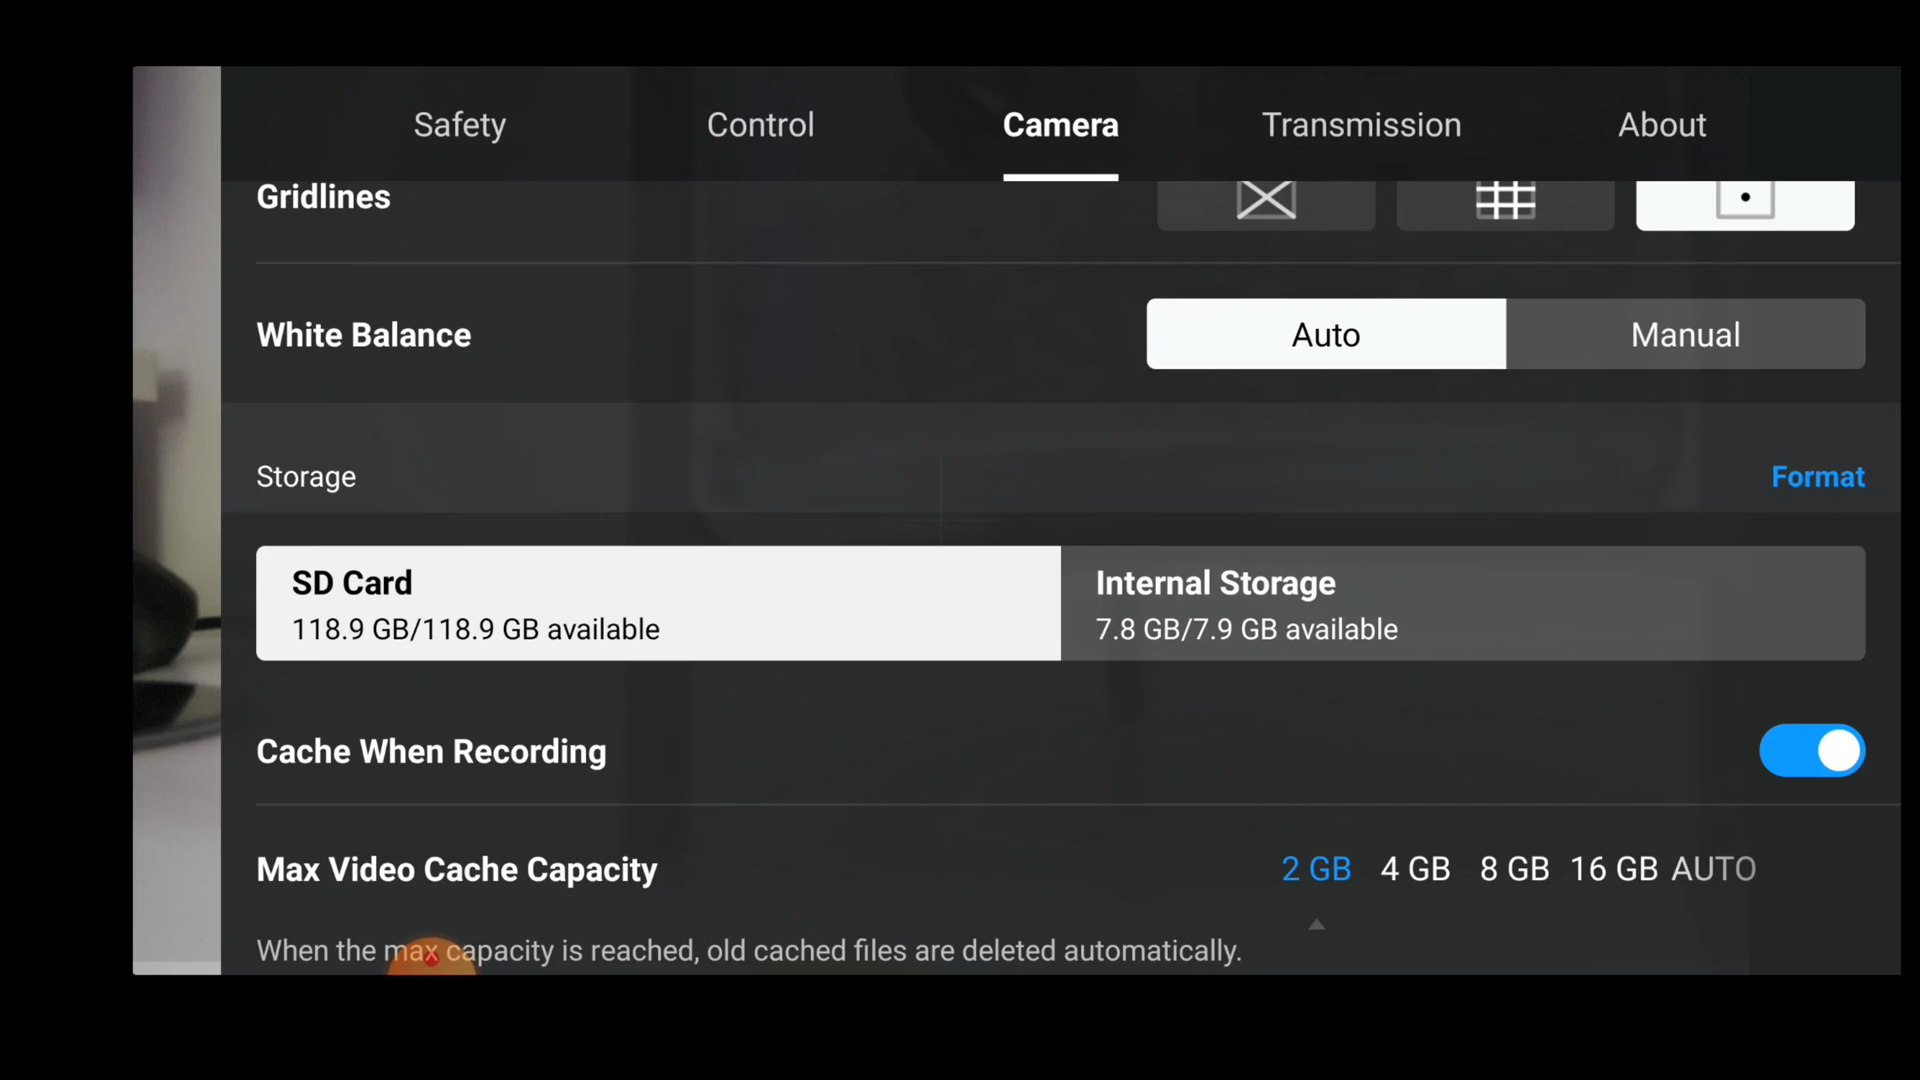 Safety Control Camera Transmission About
Gridlines
White Balance Auto Manual
Storage Format
SD Card
118.9 GB/118.9 GB available
Internal Storage
7.8 GB/7.9 GB available
Cache When Recording
Max Video Cache Capacity 2 GB 4 GB 8 GB 16 GB AUTO
When the max capacity is reached, old cached files are deleted automatically.